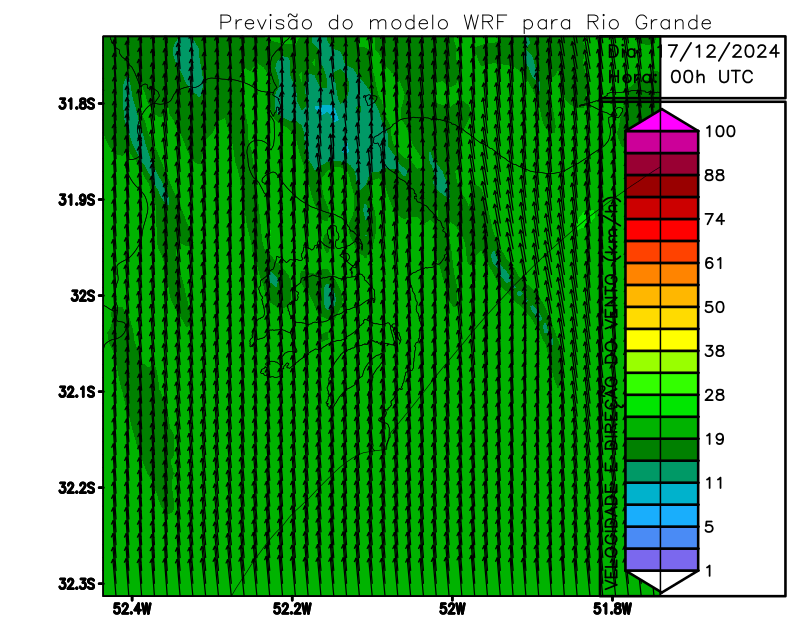 Previsão do modelo WRF para Rio Grande
Dia: 17/12/2024
Hora: 00h UTC
31.8S
31.9S
32S
32.1S
32.2S
32.3S
52.4W
52.2W
52W
51.8W
VELOCIDADE E DIREÇÃO DO VENTO (km/h)
100
88
74
61
50
38
28
19
11
5
1